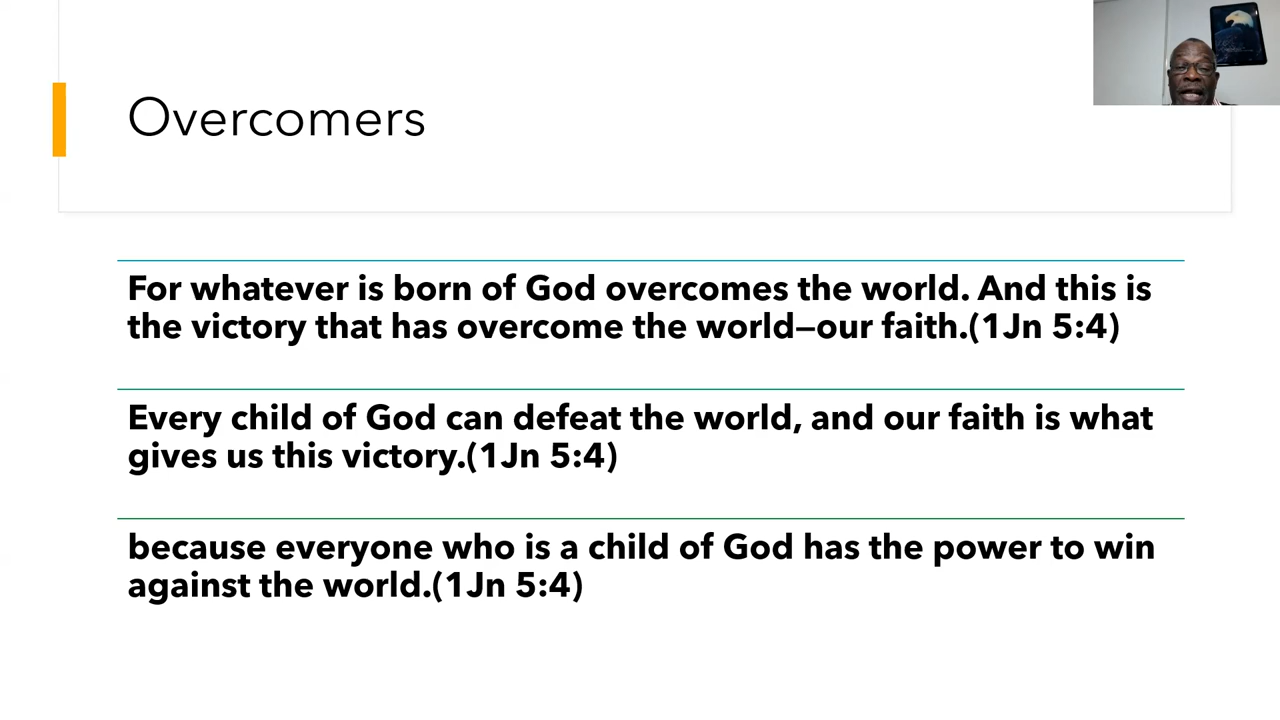 Overcomers
For whatever is born of God overcomes the world. And this is
the victory that has overcome the world—our faith.(1Jn 5:4)
Every child of God can defeat the world, and our faith is what
gives us this victory.(1Jn 5:4)
because everyone who is a child of God has the power to win
against the world.(1Jn 5:4)